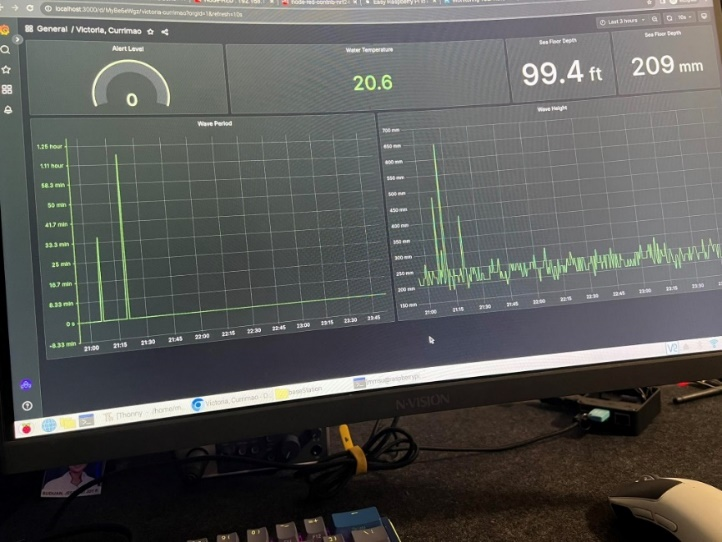 localhost:3000/d/
General / Victoria, Currimao
Last 3 hours
10s
Alert Level
0
Water Temperature
20.6
Sea Floor Depth
99.4 ft
Sea Floor Depth
209 mm
Wave Period
1.25 hour
1.11 hour
58.3 min
50 min
41.7 min
33.3 min
25 min
16.7 min
8.33 min
0 s
-8.33 min
21:00
21:15
21:30
21:45
22:00
22:15
22:30
22:45
23:00
23:15
23:30
23:45
Wave Height
700 mm
650 mm
600 mm
550 mm
500 mm
450 mm
400 mm
350 mm
300 mm
250 mm
200 mm
150 mm
21:00
21:15
21:30
21:45
22:00
22:15
22:30
22:45
23:00
23:15
23:30
23:45
[Thonny
Victoria, Currimao - G...
baseStation
V2
N-VISION